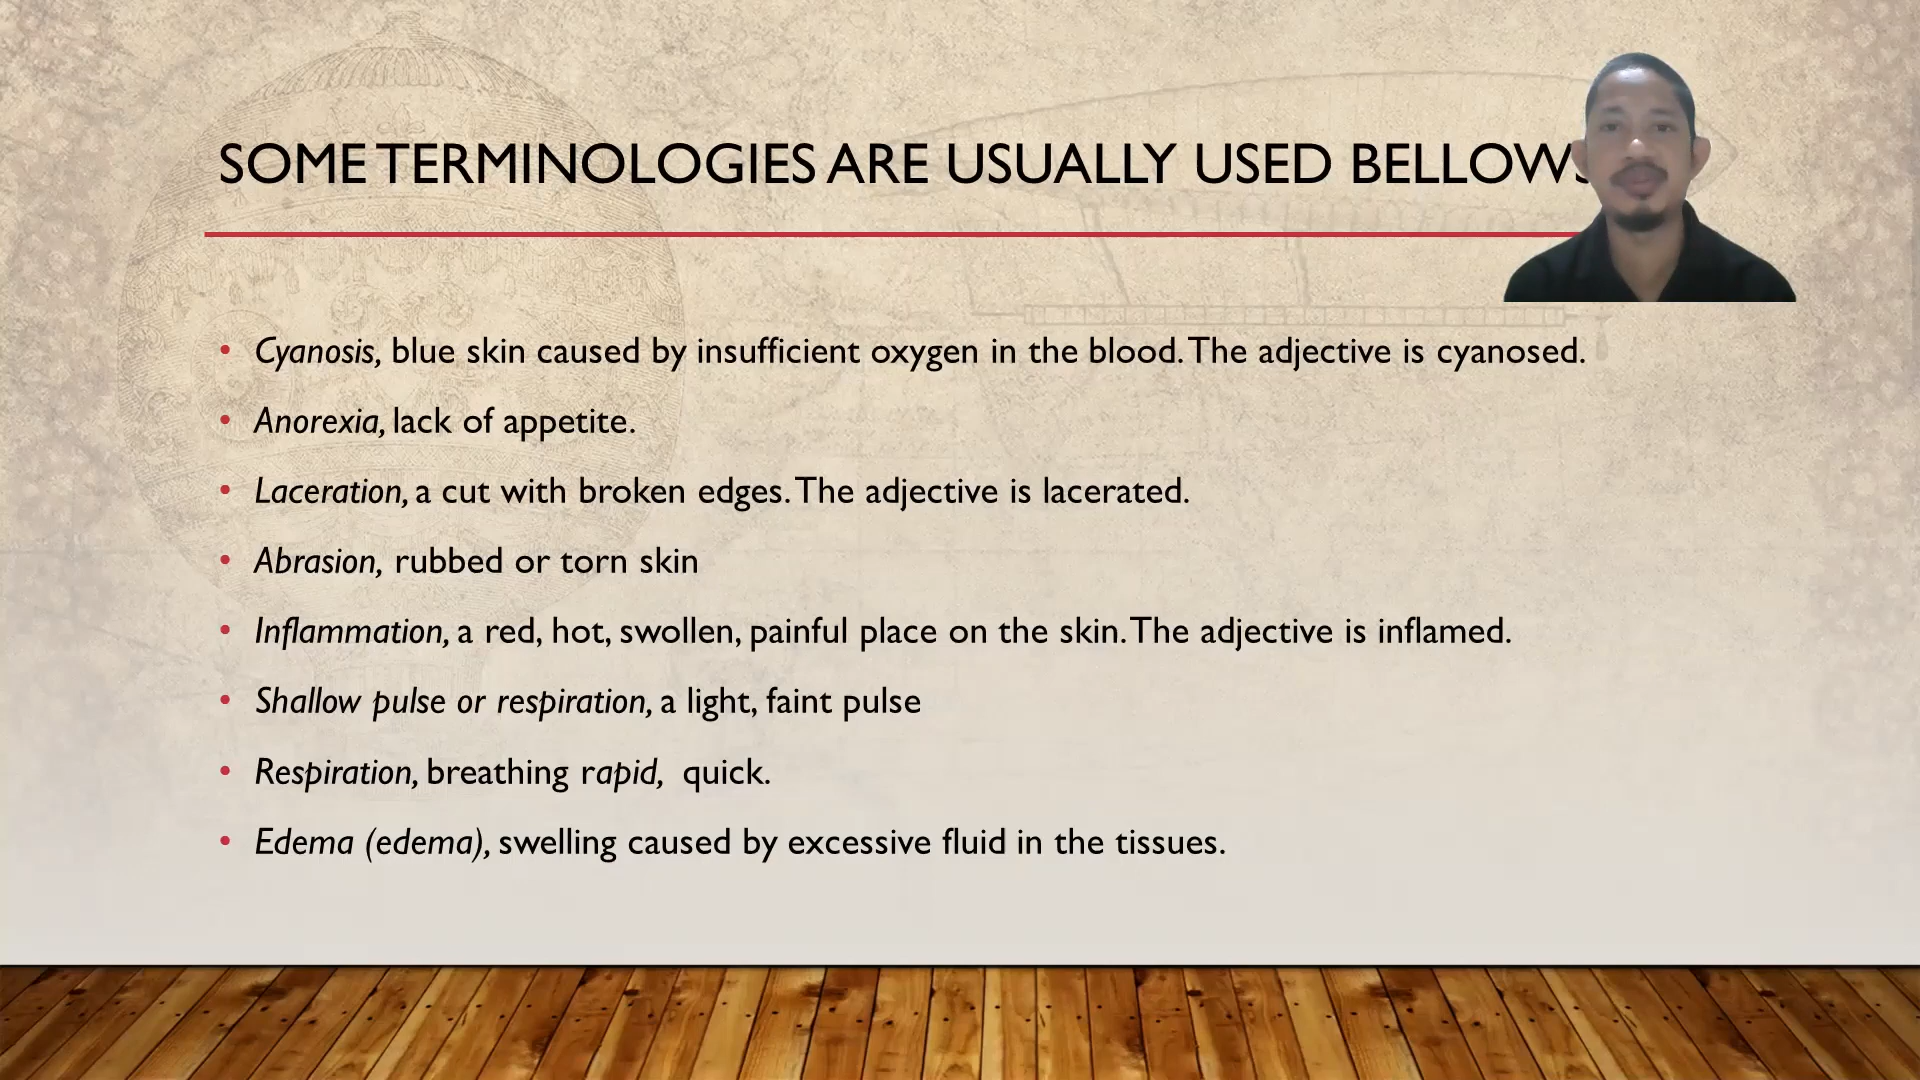 SOME TERMINOLOGIES ARE USUALLY USED BELLOWS
• Cyanosis, blue skin caused by insufficient oxygen in the blood. The adjective is cyanosed.
• Anorexia, lack of appetite.
• Laceration, a cut with broken edges. The adjective is lacerated.
• Abrasion, rubbed or torn skin
• Inflammation, a red, hot, swollen, painful place on the skin. The adjective is inflamed.
• Shallow pulse or respiration, a light, faint pulse
• Respiration, breathing rapid, quick.
• Edema (edema), swelling caused by excessive fluid in the tissues.